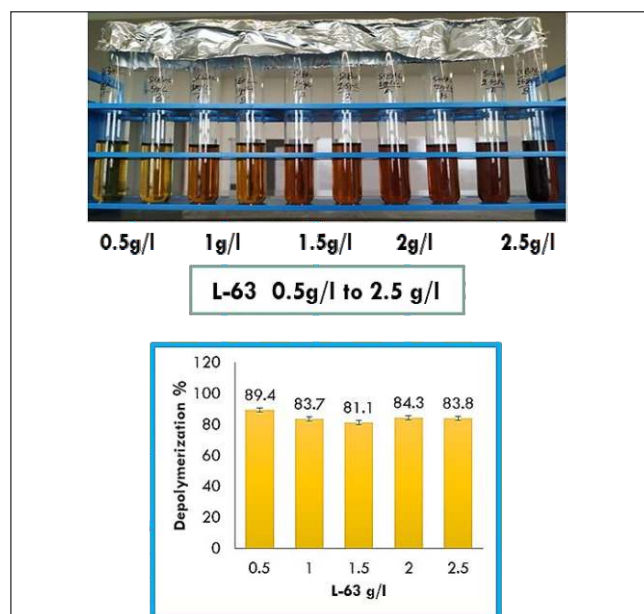 0.5g/l 1g/l 1.5g/l 2g/l 2.5g/l
L-63 0.5g/l to 2.5 g/l
120
100
80
60
40
20
0
Depolymerization %
89.4 83.7 81.1 84.3 83.8
0.5 1 1.5 2 2.5
L-63 g/l